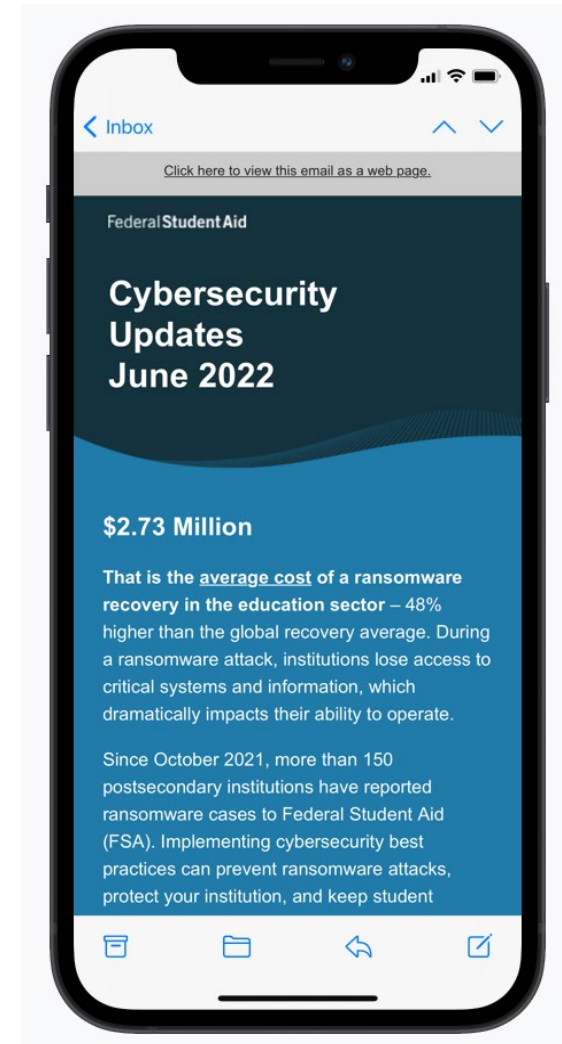 Inbox
Click here to view this email as a web page.
Federal Student Aid
Cybersecurity
Updates
June 2022
$2.73 Million
That is the average cost of a ransomware
recovery in the education sector – 48%
higher than the global recovery average. During
a ransomware attack, institutions lose access to
critical systems and information, which
dramatically impacts their ability to operate.
Since October 2021, more than 150
postsecondary institutions have reported
ransomware cases to Federal Student Aid
(FSA). Implementing cybersecurity best
practices can prevent ransomware attacks,
protect your institution, and keep student